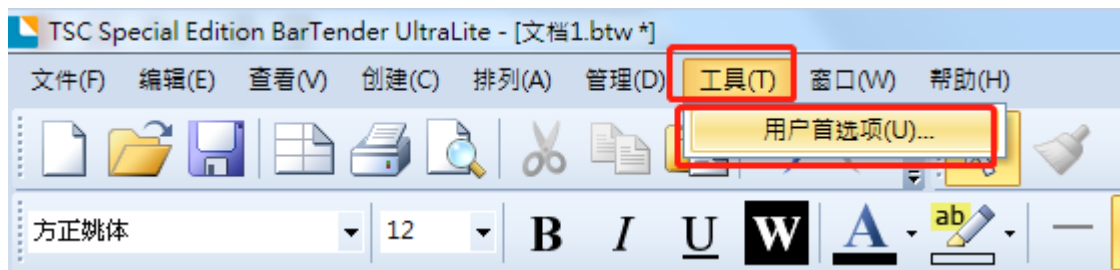 TSC Special Edition BarTender UltraLite - [文档1.btw *]
文件(F) 编辑(E) 查看(V) 创建(C) 排列(A) 管理(D) 工具(T) 窗口(W) 帮助(H)
用户首选项(U)...
方正姚体 12 B I U W A ab